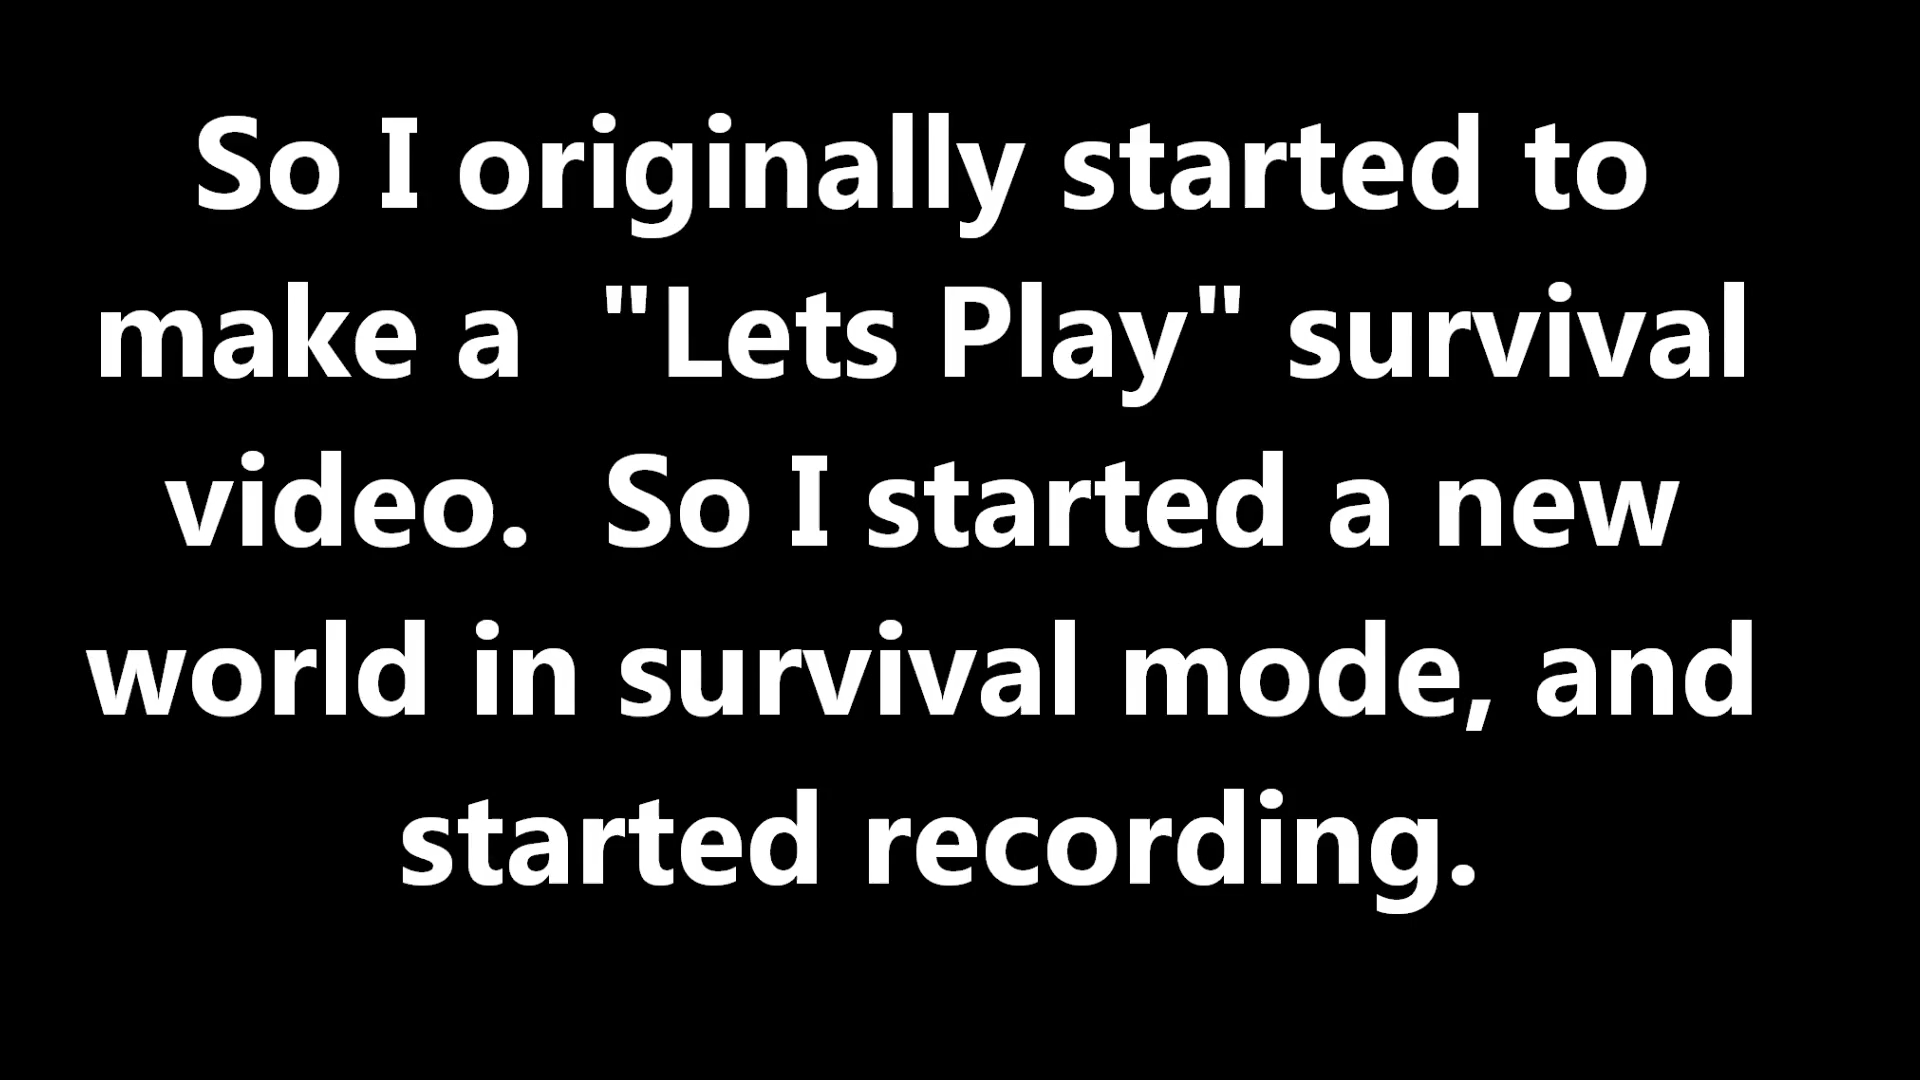 So I originally started to
make a  "Lets Play" survival
video.  So I started a new
world in survival mode, and
started recording.